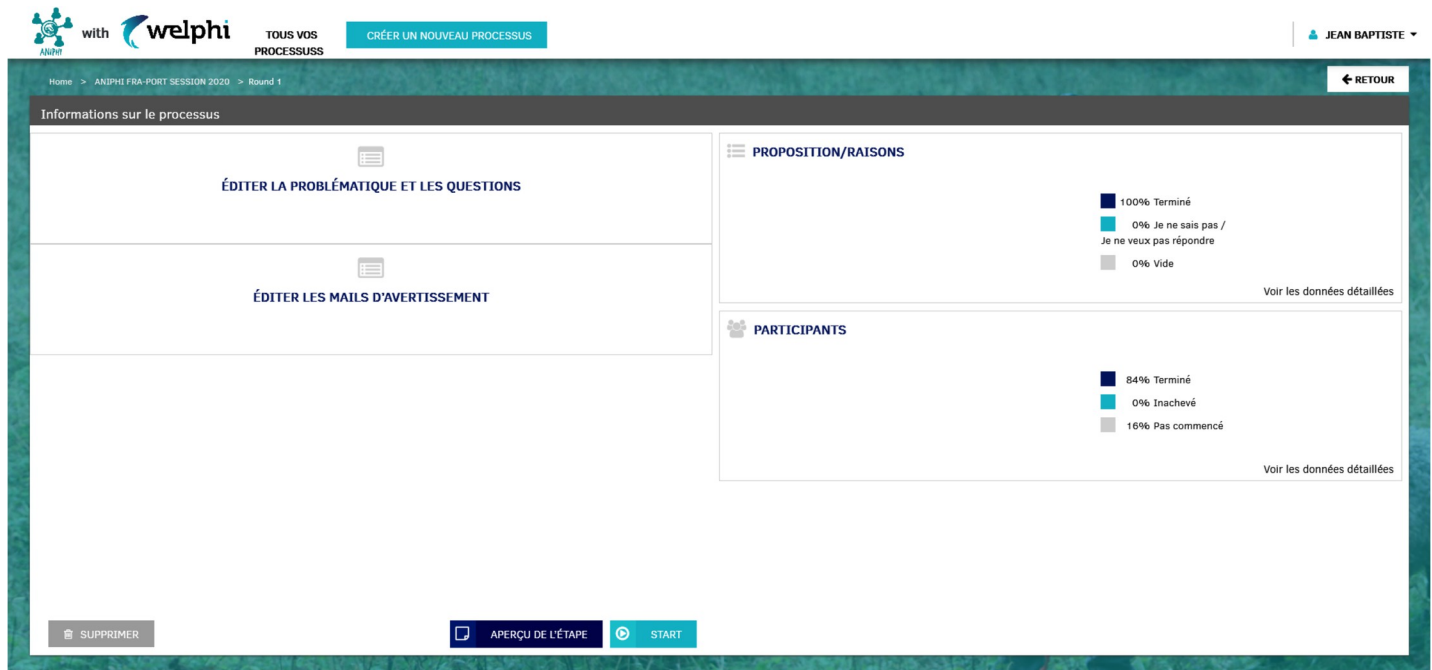 ANIPHY
with
welphi
TOUS VOS
PROCESSUSS
CRÉER UN NOUVEAU PROCESSUS
JEAN BAPTISTE
Home > ANIPHI FRA-PORT SESSION 2020 > Round 1
RETOUR
Informations sur le processus
ÉDITER LA PROBLÉMATIQUE ET LES QUESTIONS
ÉDITER LES MAILS D'AVERTISSEMENT
PROPOSITION/RAISONS
100% Terminé
0% Je ne sais pas /
Je ne veux pas répondre
0% Vide
Voir les données détaillées
PARTICIPANTS
84% Terminé
0% Inachevé
16% Pas commencé
Voir les données détaillées
SUPPRIMER
APERÇU DE L'ÉTAPE
START